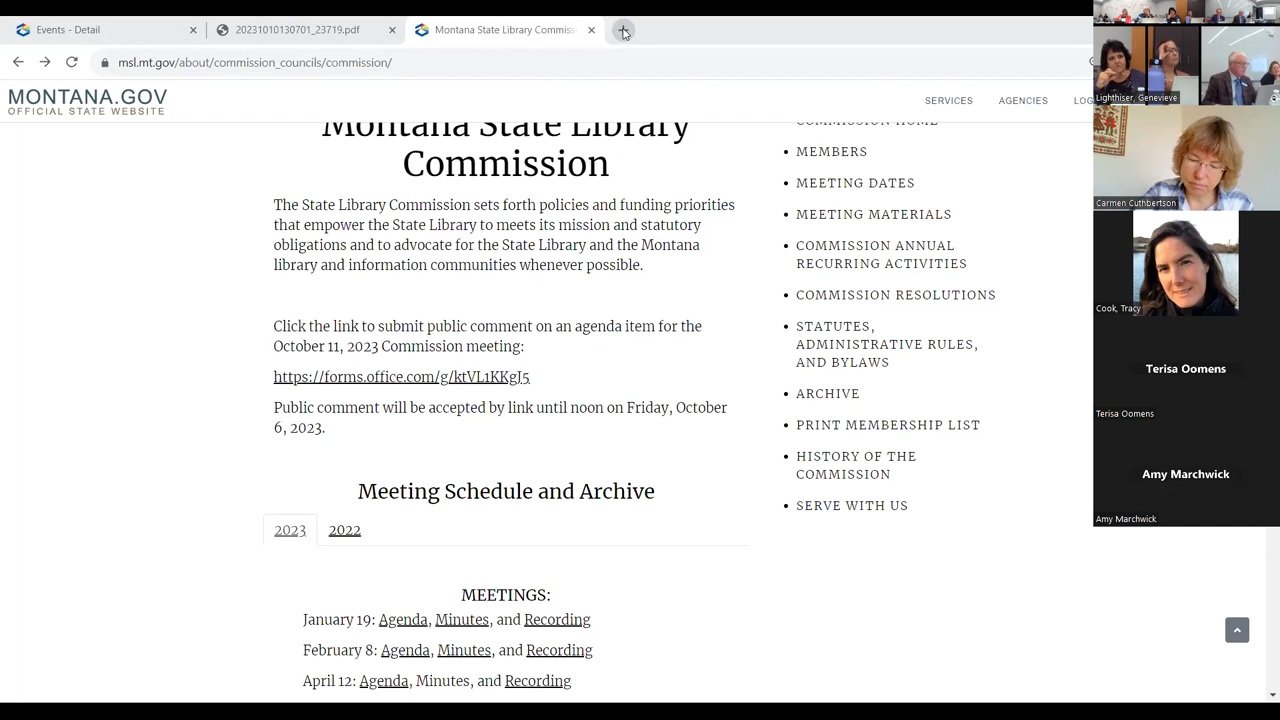 Events - Detail
20231010130701_23719.pdf
Montana State Library Commiss
msl.mt.gov/about/commission_councils/commission/
MONTANA.GOV
OFFICIAL STATE WEBSITE
SERVICES
AGENCIES
LOG
Montana State Library
Commission
The State Library Commission sets forth policies and funding priorities
that empower the State Library to meets its mission and statutory
obligations and to advocate for the State Library and the Montana
library and information communities whenever possible.
Click the link to submit public comment on an agenda item for the
October 11, 2023 Commission meeting:
https://forms.office.com/g/ktVL1KKgJ5
Public comment will be accepted by link until noon on Friday, October
6, 2023.
Meeting Schedule and Archive
2023
2022
MEETINGS:
January 19: Agenda, Minutes, and Recording
February 8: Agenda, Minutes, and Recording
April 12: Agenda, Minutes, and Recording
COMMISSION HOME
MEMBERS
MEETING DATES
MEETING MATERIALS
COMMISSION ANNUAL
RECURRING ACTIVITIES
COMMISSION RESOLUTIONS
STATUTES,
ADMINISTRATIVE RULES,
AND BYLAWS
ARCHIVE
PRINT MEMBERSHIP LIST
HISTORY OF THE
COMMISSION
SERVE WITH US
Lighthiser, Genevieve
Carmen Cuthbertson
Cook, Tracy
Terisa Oomens
Terisa Oomens
Amy Marchwick
Amy Marchwick